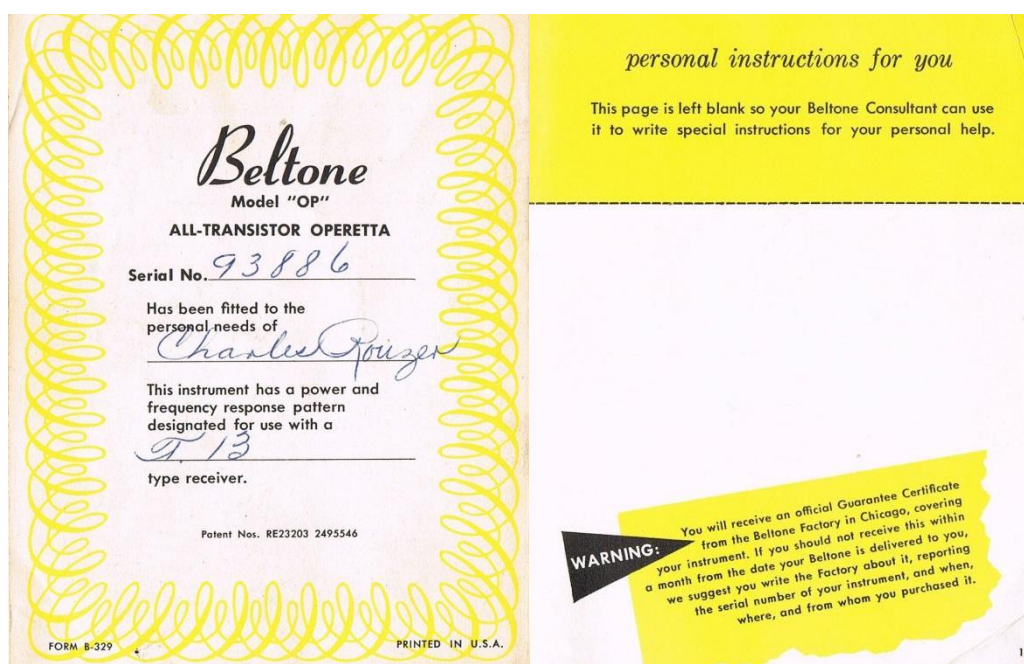 Beltone
Model "OP"
ALL-TRANSISTOR OPERETTA
Serial No. 93886
Has been fitted to the
personal needs of
Charles Rouzer
This instrument has a power and
frequency response pattern
designated for use with a
T. 13
type receiver.
Patent Nos. RE23203 2495546
FORM B-329
PRINTED IN U.S.A.
personal instructions for you
This page is left blank so your Beltone Consultant can use
it to write special instructions for your personal help.
WARNING:
You will receive an official Guarantee Certificate
from the Beltone Factory in Chicago, covering
your instrument. If you should not receive this within
a month from the date your Beltone is delivered to you,
we suggest you write the Factory about it, reporting
the serial number of your instrument, and when,
where, and from whom you purchased it.
1